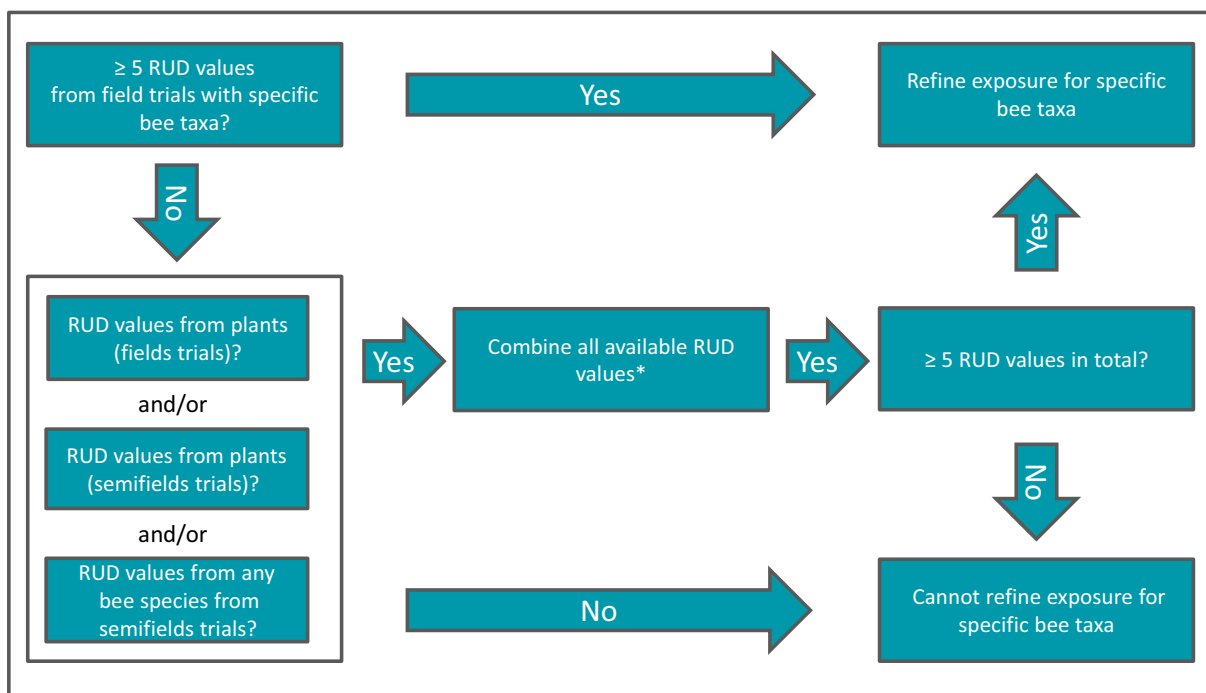 ≥ 5 RUD values
from field trials with specific
bee taxa?
Yes
Refine exposure for specific
bee taxa
No
Yes
RUD values from plants
(fields trials)?
and/or
RUD values from plants
(semifields trials)?
and/or
RUD values from any
bee species from
semifields trials?
Yes
Combine all available RUD
values*
Yes
≥ 5 RUD values in total?
No
No
Cannot refine exposure for
specific bee taxa